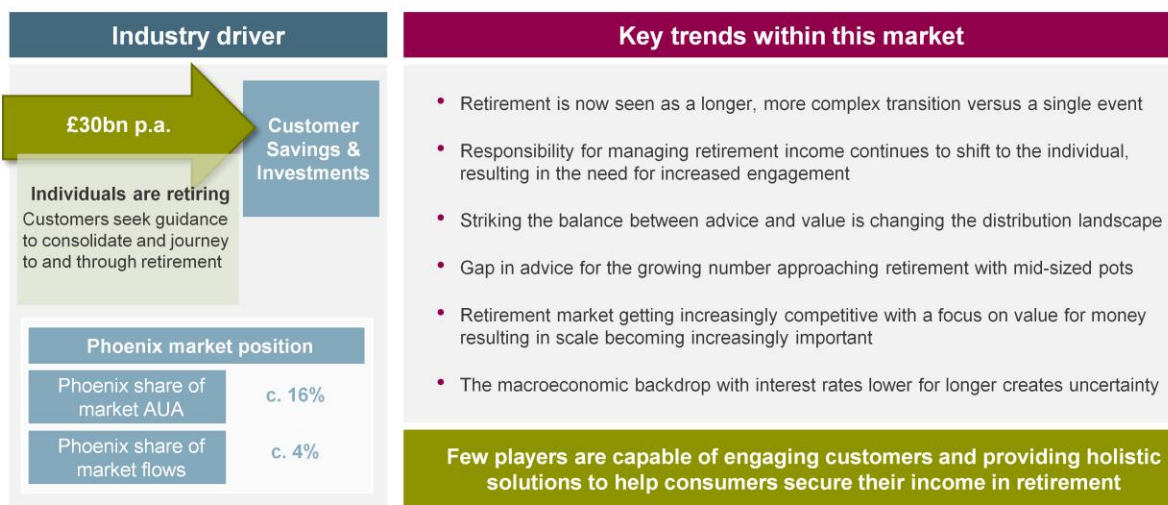 Industry driver
£30bn p.a.
Customer
Savings &
Investments
Individuals are retiring
Customers seek guidance
to consolidate and journey
to and through retirement
Phoenix market position
Phoenix share of
market AUA
c. 16%
Phoenix share of
market flows
c. 4%
Key trends within this market
• Retirement is now seen as a longer, more complex transition versus a single event
• Responsibility for managing retirement income continues to shift to the individual,
resulting in the need for increased engagement
• Striking the balance between advice and value is changing the distribution landscape
• Gap in advice for the growing number approaching retirement with mid-sized pots
• Retirement market getting increasingly competitive with a focus on value for money
resulting in scale becoming increasingly important
• The macroeconomic backdrop with interest rates lower for longer creates uncertainty
Few players are capable of engaging customers and providing holistic
solutions to help consumers secure their income in retirement